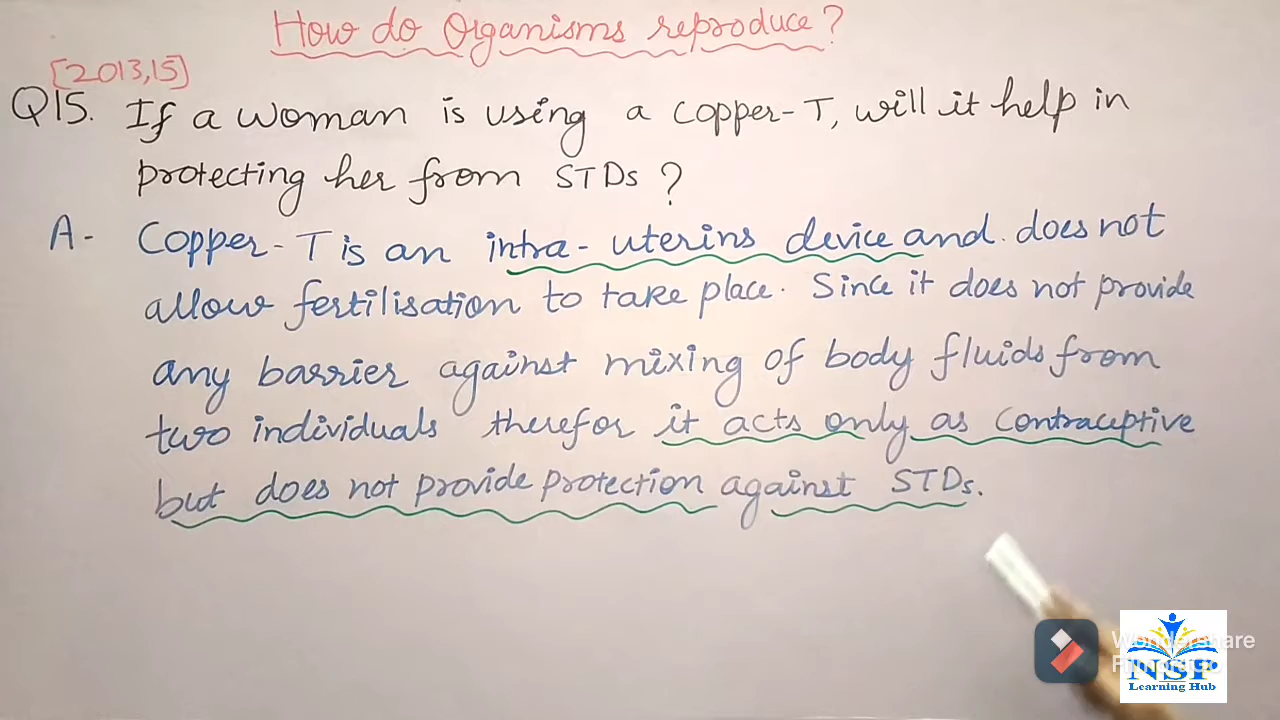 How do Organisms reproduce?
[2013,15]
Q15. If a woman is using a copper-T, will it help in
protecting her from STDs?
A- Copper-T is an intra-uterins device and does not
allow fertilisation to take place. Since it does not provide
any barrier against mixing of body fluids from
two individuals therefor it acts only as contraceptive
but does not provide protection against STDs.
Wondershare
Filmora
NSP
Learning Hub